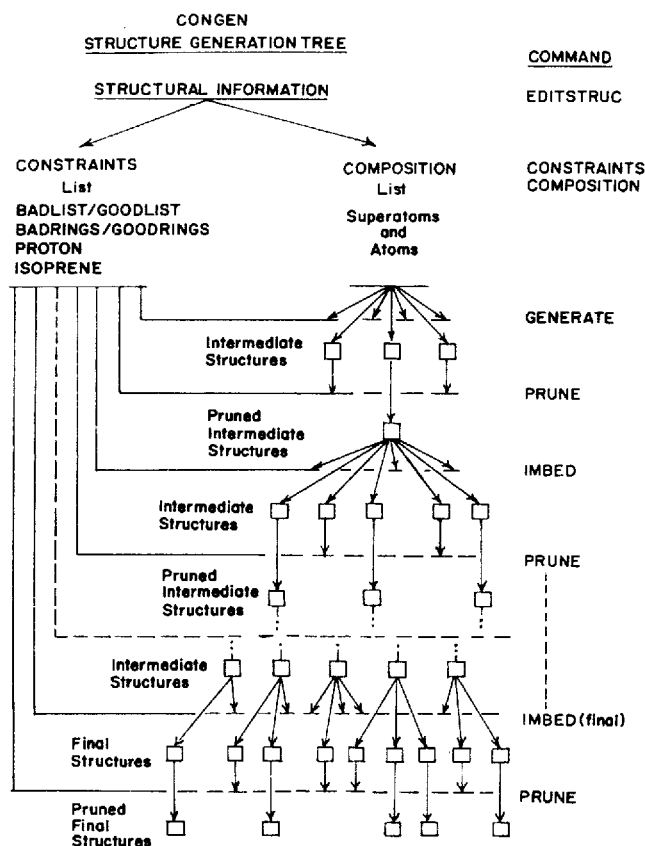 CONGEN
STRUCTURE GENERATION TREE
COMMAND
STRUCTURAL INFORMATION
EDITSTRUC
CONSTRAINTS
List
BADLIST/GOODLIST
BADRINGS/GOODRINGS
PROTON
ISOPRENE
COMPOSITION
List
Superatoms
and
Atoms
CONSTRAINTS
COMPOSITION
GENERATE
Intermediate
Structures
PRUNE
Pruned
Intermediate
Structures
IMBED
Intermediate
Structures
PRUNE
Pruned
Intermediate
Structures
Intermediate
Structures
IMBED (final)
Final
Structures
PRUNE
Pruned
Final
Structures